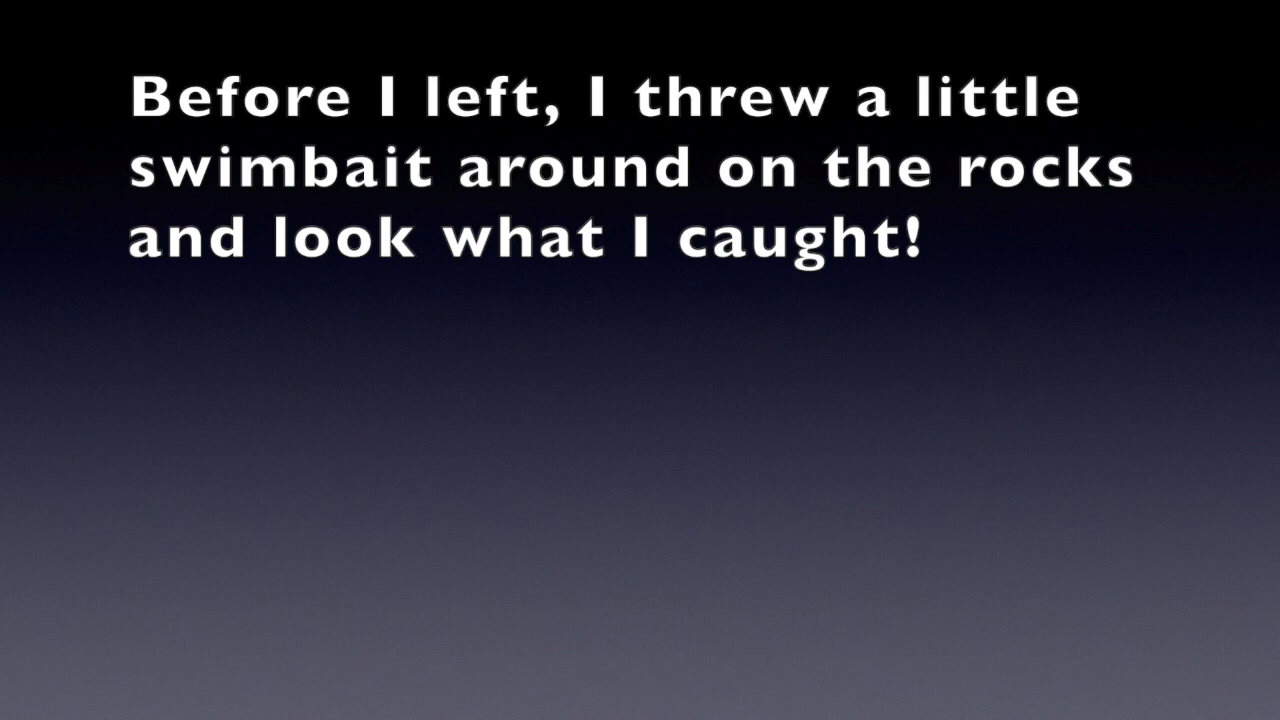 Before I left, I threw a little
swimbait around on the rocks
and look what I caught!